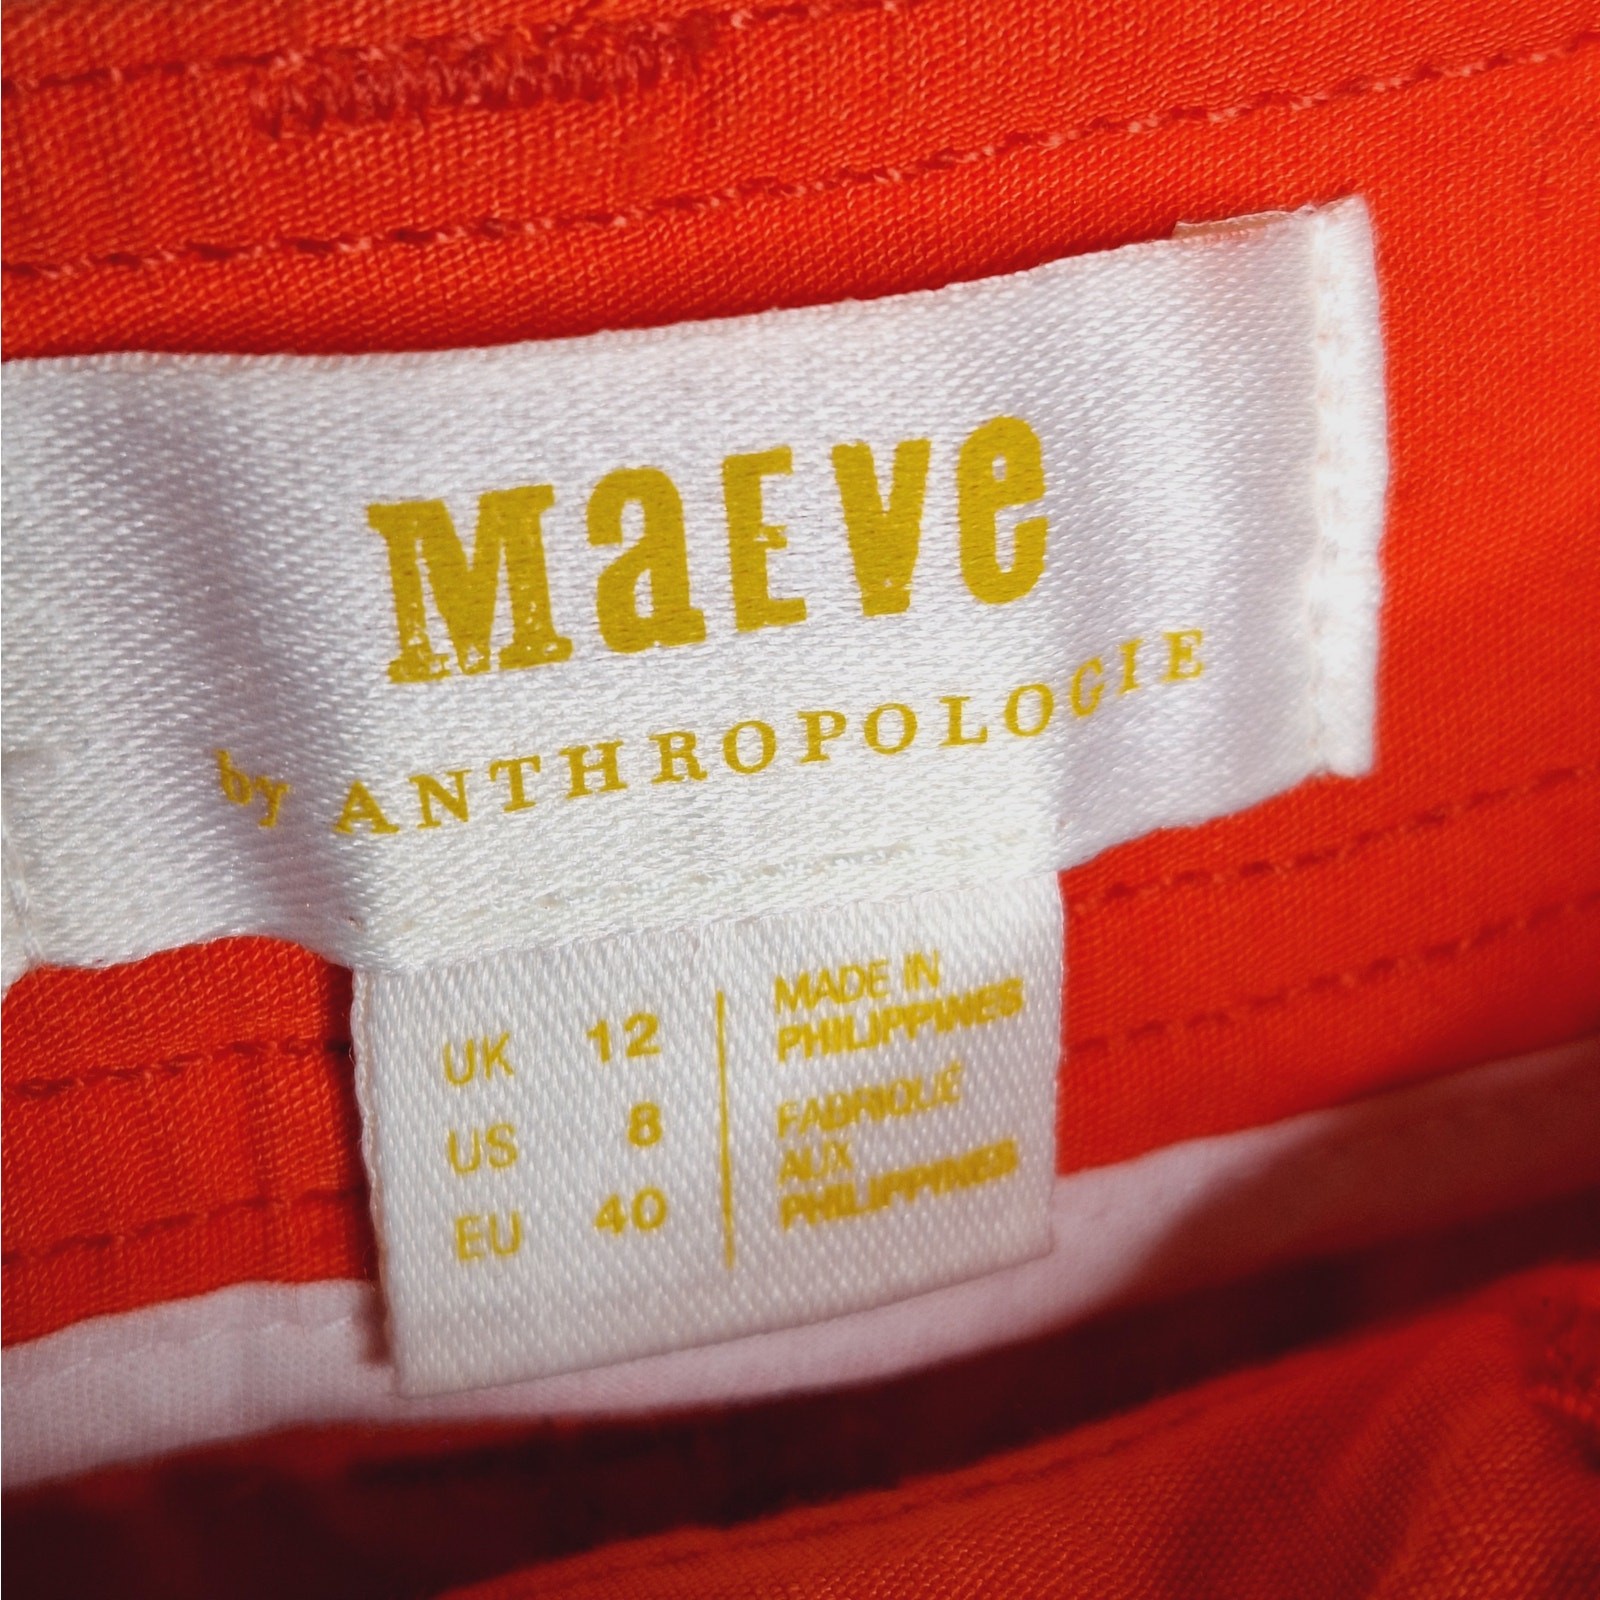 MaEVe
by ANTHROPOLOGIE
UK 12
US 8
EU 40
MADE IN
PHILIPPINES
FABRIQUÉ
AUX
PHILIPPINES